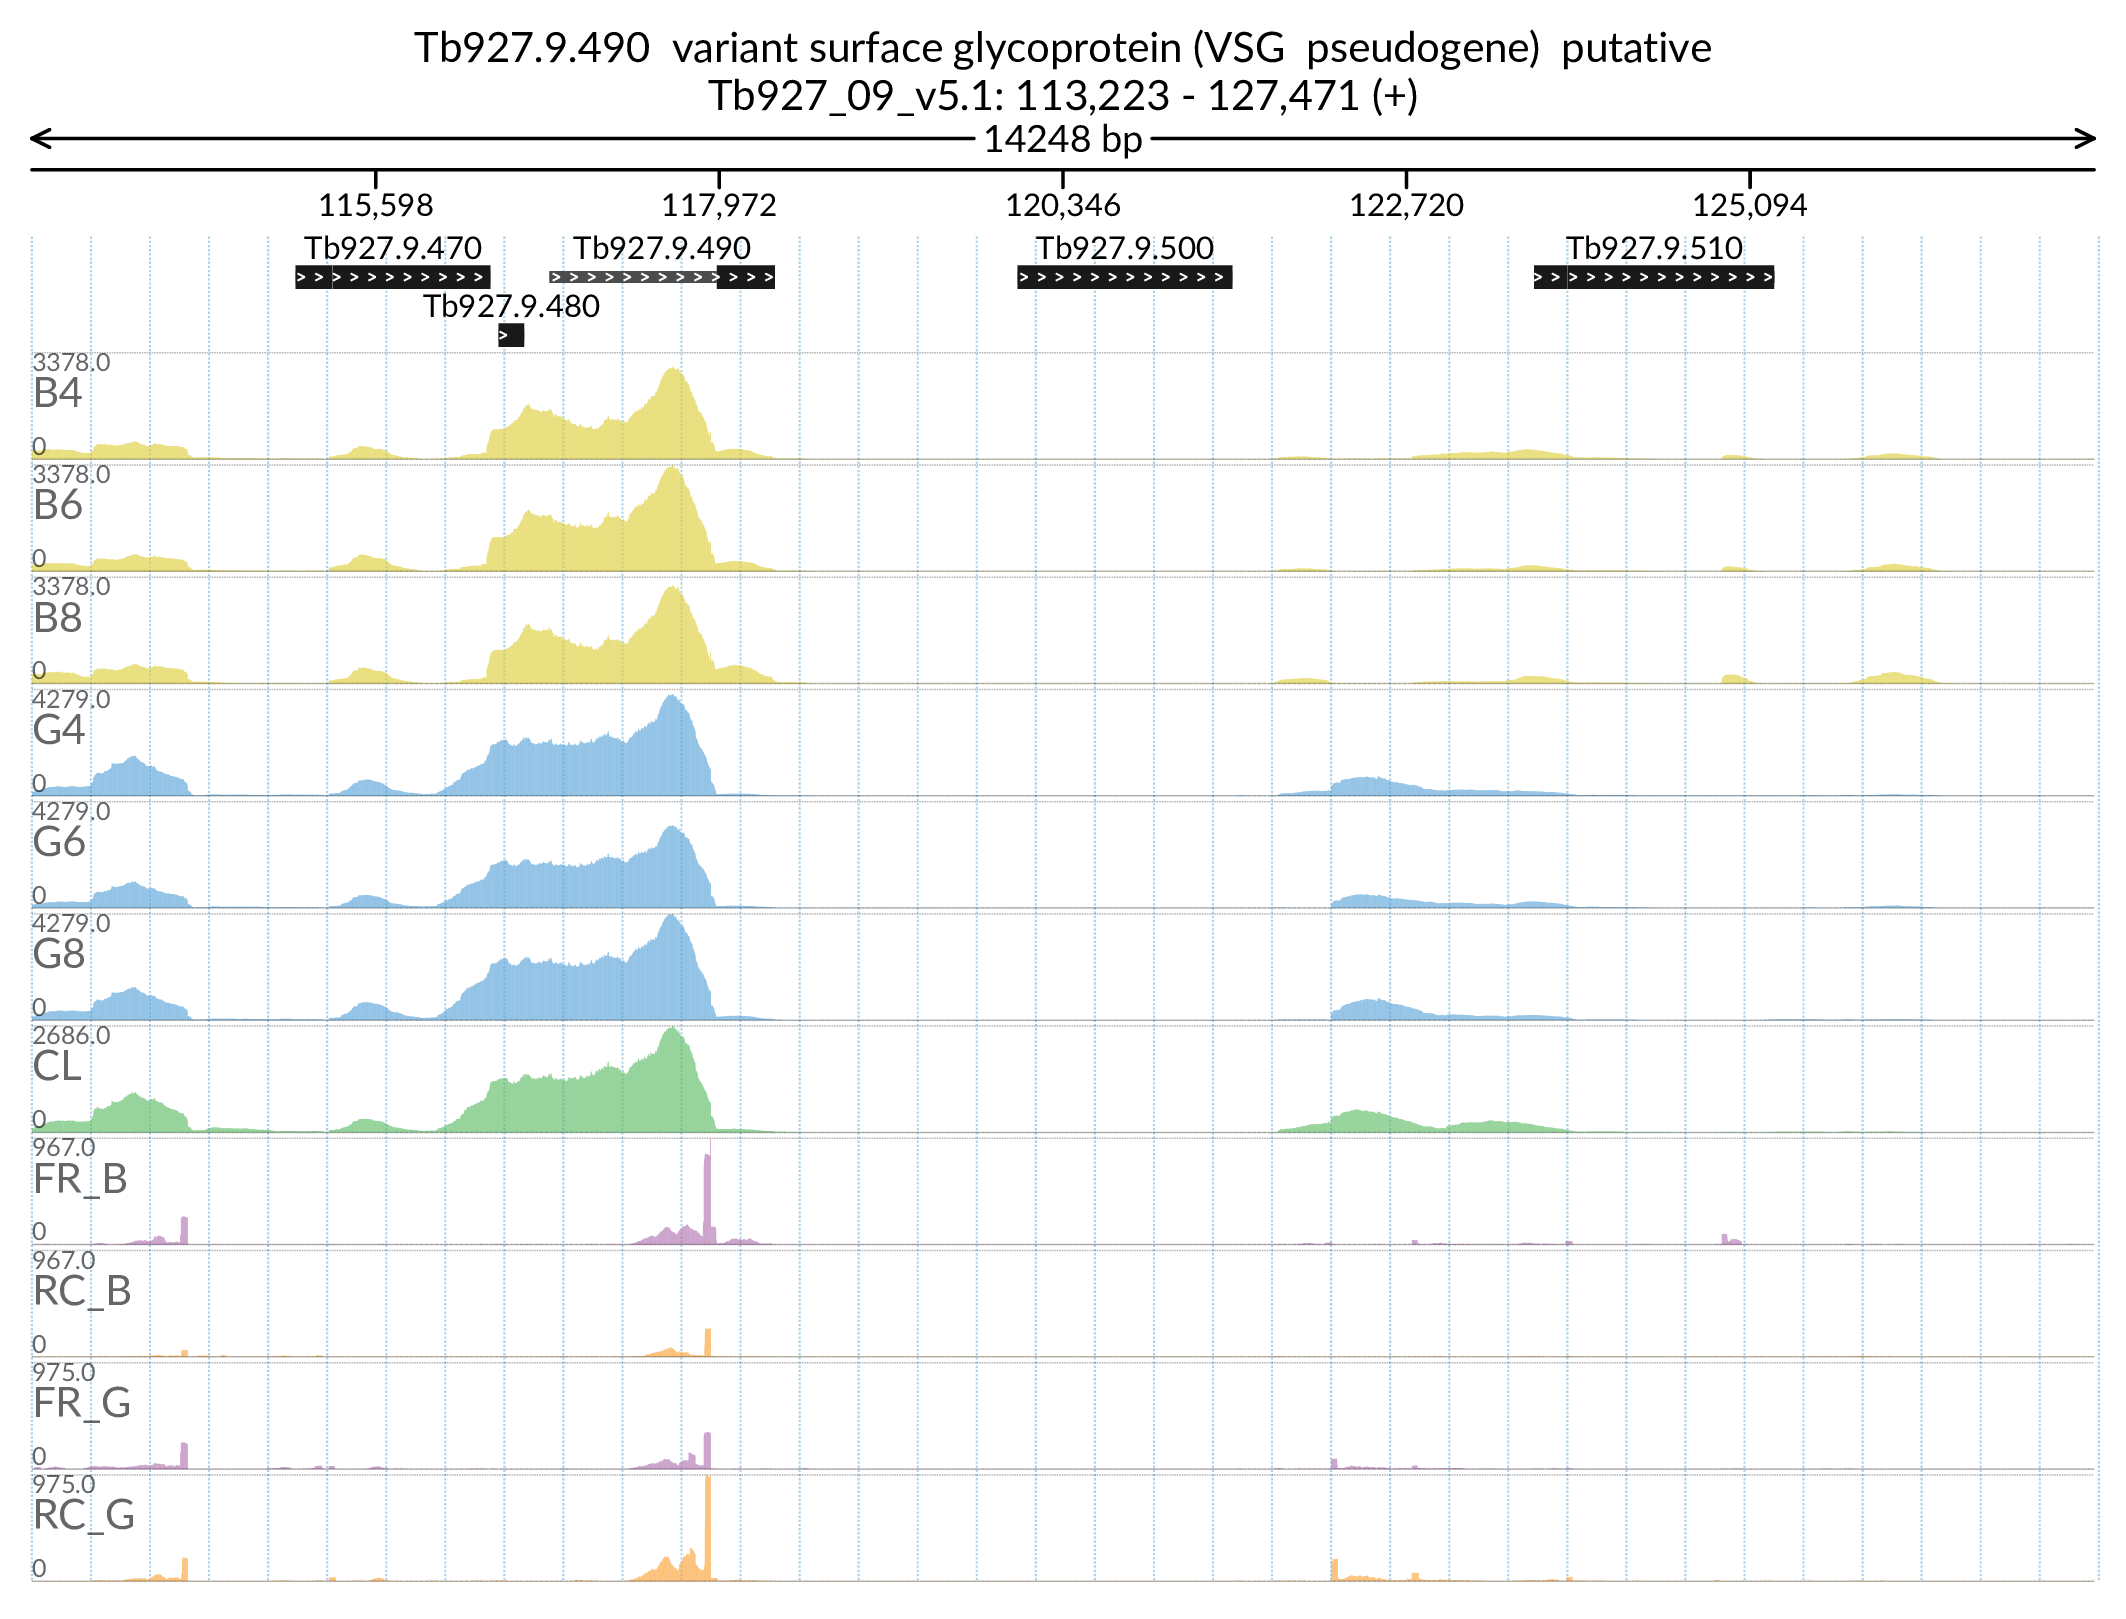 Tb927.9.490  variant surface glycoprotein (VSG  pseudogene)  putative
Tb927_09_v5.1: 113,223 - 127,471 (+)
14248 bp
115,598 117,972 120,346 122,720 125,094
Tb927.9.470 Tb927.9.490 Tb927.9.500 Tb927.9.510
Tb927.9.480
3378.0
B4
0
3378.0
B6
0
3378.0
B8
0
4279.0
G4
0
4279.0
G6
0
4279.0
G8
0
2686.0
CL
0
967.0
FR_B
0
967.0
RC_B
0
975.0
FR_G
0
975.0
RC_G
0